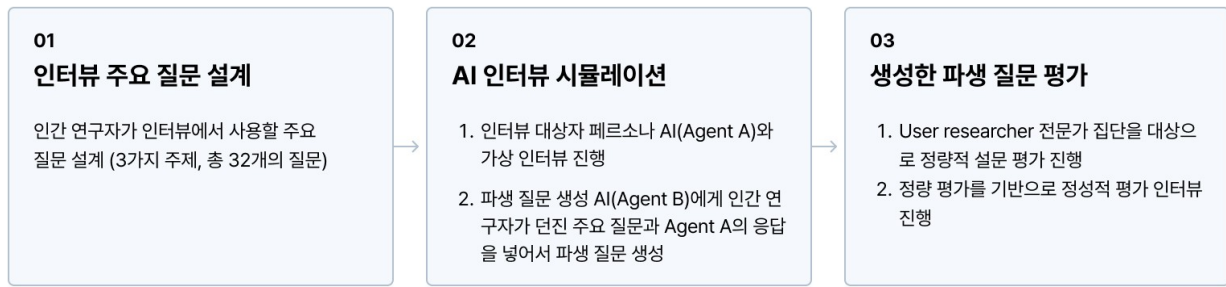 01
인터뷰 주요 질문 설계
인간 연구자가 인터뷰에서 사용할 주요
질문 설계 (3가지 주제, 총 32개의 질문)
02
AI 인터뷰 시뮬레이션
1. 인터뷰 대상자 페르소나 AI(Agent A)와
가상 인터뷰 진행
2. 파생 질문 생성 AI(Agent B)에게 인간 연
구자가 던진 주요 질문과 Agent A의 응답
을 넣어서 파생 질문 생성
03
생성한 파생 질문 평가
1. User researcher 전문가 집단을 대상으
로 정량적 설문 평가 진행
2. 정량 평가를 기반으로 정성적 평가 인터뷰
진행